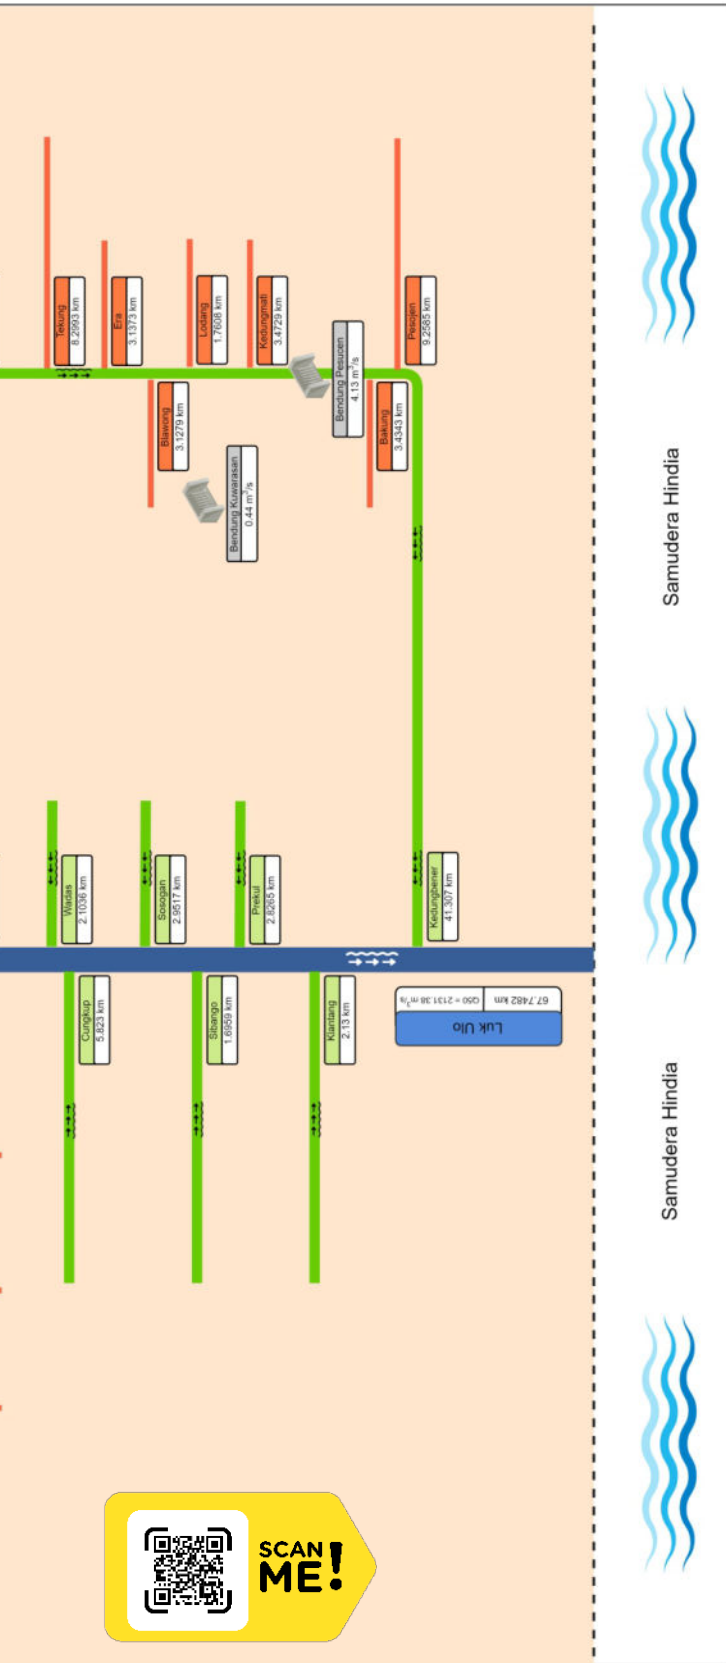 Tekung
8.2993 km
Era
3.1373 km
Lodang
1.7608 km
Kedungmati
3.4729 km
Bendung Pesucen
4.13 m³/s
Pesojen
9.2585 km
Blawong
3.1279 km
Bakung
3.4343 km
Bendung Kuwarasan
0.44 m³/s
Samudera Hindia
Wadas
2.1036 km
Sosogan
2.9517 km
Prekul
2.8265 km
Kedungbener
41.307 km
Cungkup
5.823 km
Sibango
1.6959 km
Klantang
2.13 km
Luk Ulo
67.7482 km
Q50 = 2131.38 m³/s
Samudera Hindia
SCAN
ME!